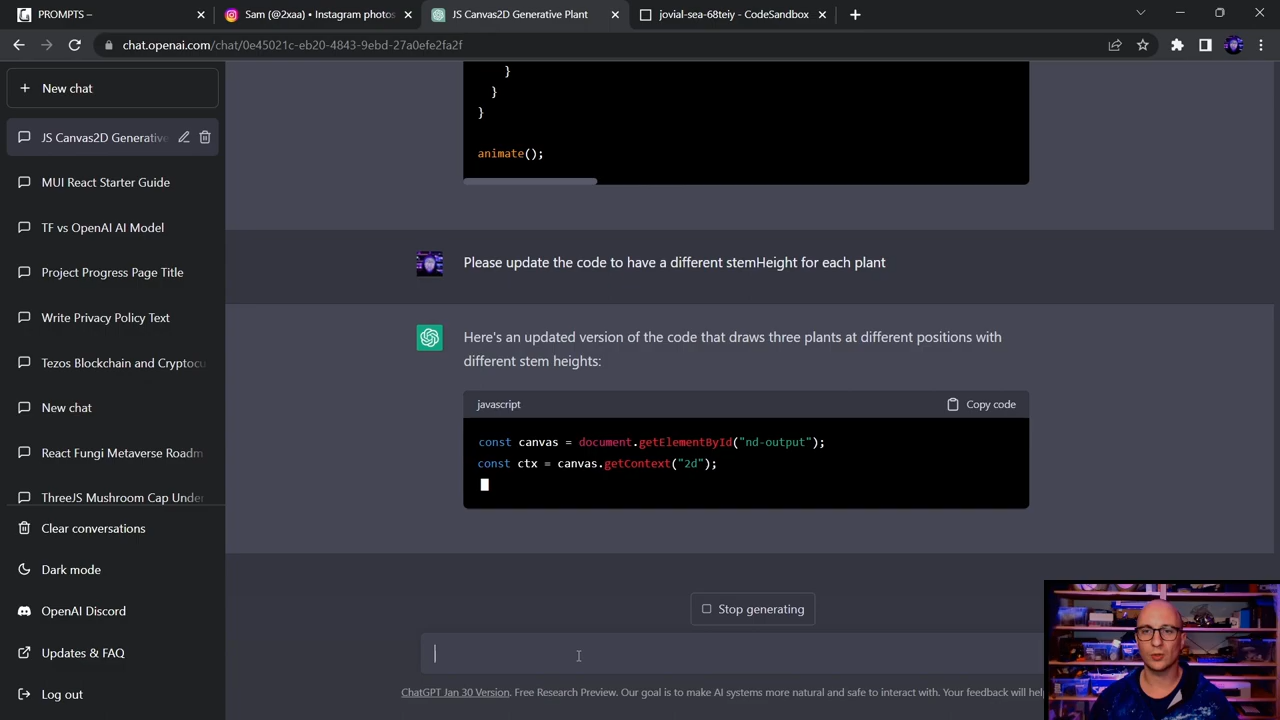 PROMPTS –
Sam (@2xaa) • Instagram photos
JS Canvas2D Generative Plant
jovial-sea-68teiy - CodeSandbox
chat.openai.com/chat/0e45021c-eb20-4843-9ebd-27a0efe2fa2f
New chat
JS Canvas2D Generative
MUI React Starter Guide
TF vs OpenAI AI Model
Project Progress Page Title
Write Privacy Policy Text
Tezos Blockchain and Cryptocu
New chat
React Fungi Metaverse Roadm
ThreeJS Mushroom Cap Unde
Clear conversations
Dark mode
OpenAI Discord
Updates & FAQ
Log out
}
}
}
animate();
Please update the code to have a different stemHeight for each plant
Here's an updated version of the code that draws three plants at different positions with
different stem heights:
javascript
Copy code
const canvas = document.getElementById("nd-output");
const ctx = canvas.getContext("2d");
Stop generating
ChatGPT Jan 30 Version. Free Research Preview. Our goal is to make AI systems more natural and safe to interact with. Your feedback will hel